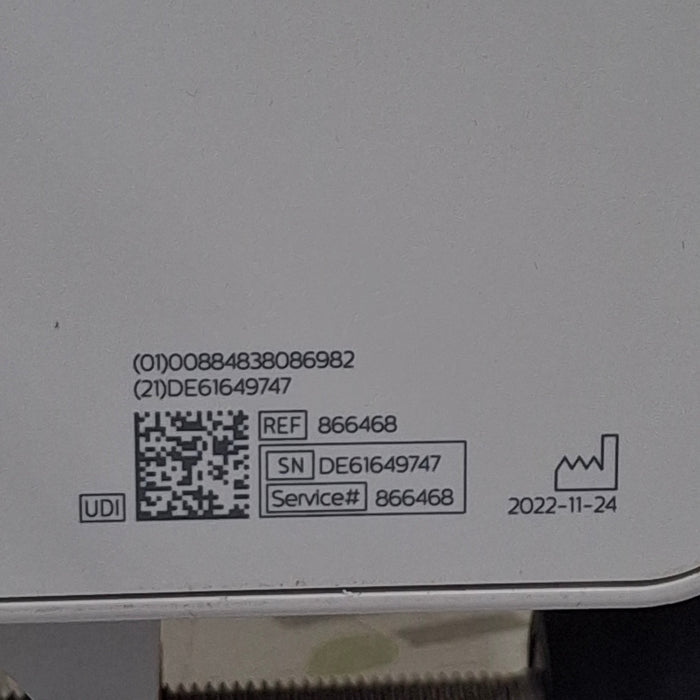 (01)00884838086982
(21)DE61649747
REF 866468
SN DE61649747
UDI Service# 866468
2022-11-24